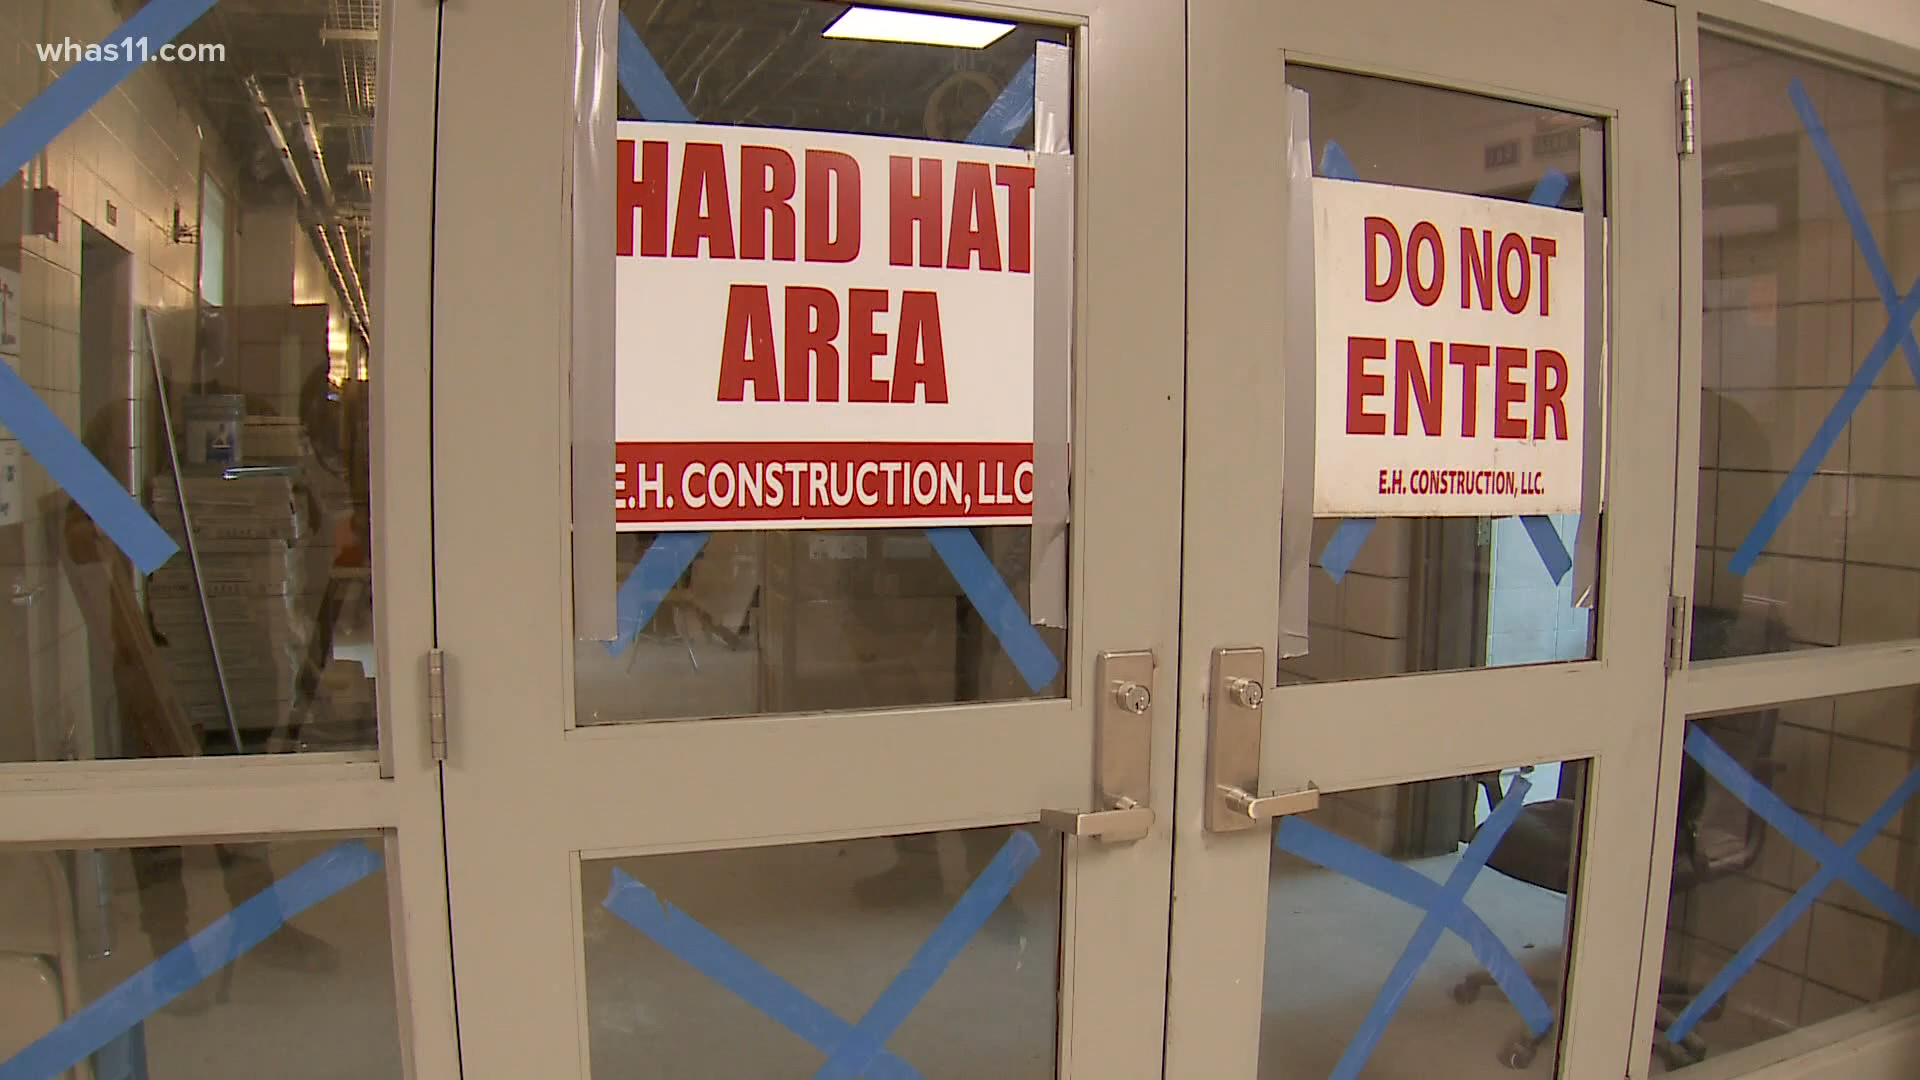 whas11.com
HARD HAT
AREA
E.H. CONSTRUCTION, LLC
DO NOT
ENTER
E.H. CONSTRUCTION, LLC.